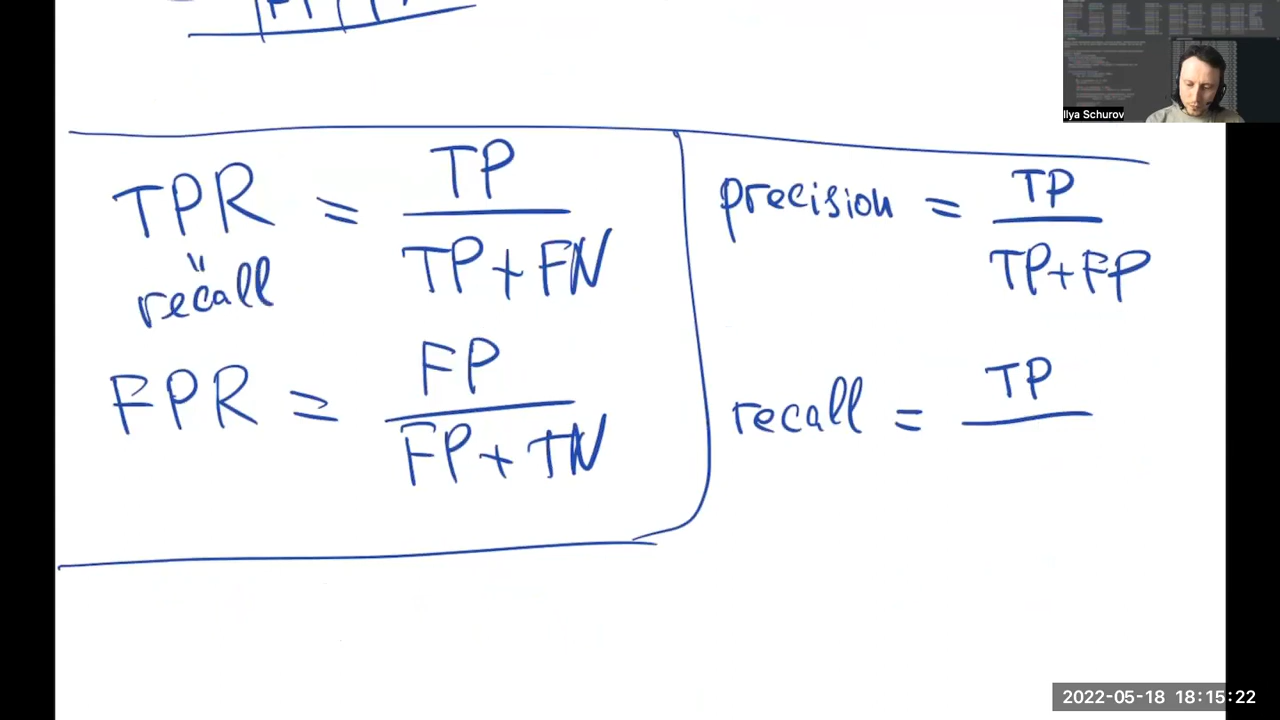 Ilya Schurov
TPR = TP / TP+FN
"
recall
FPR = FP / FP+TN
precision = TP / TP+FP
recall = TP /
2022-05-18 18:15:22